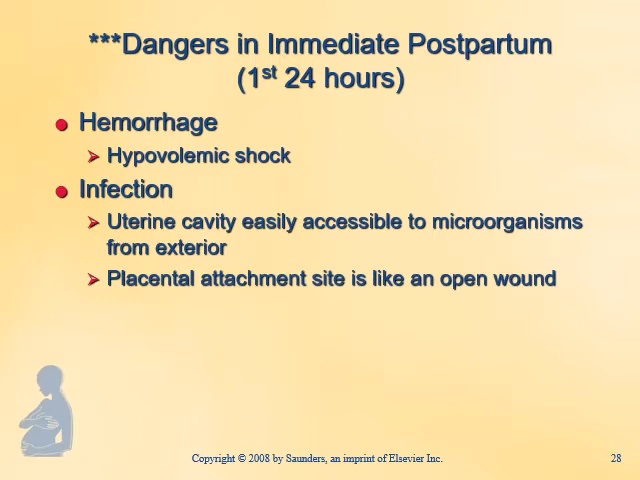 ***Dangers in Immediate Postpartum
(1st 24 hours)
Hemorrhage
Hypovolemic shock
Infection
Uterine cavity easily accessible to microorganisms
from exterior
Placental attachment site is like an open wound
Copyright © 2008 by Saunders, an imprint of Elsevier Inc.
28